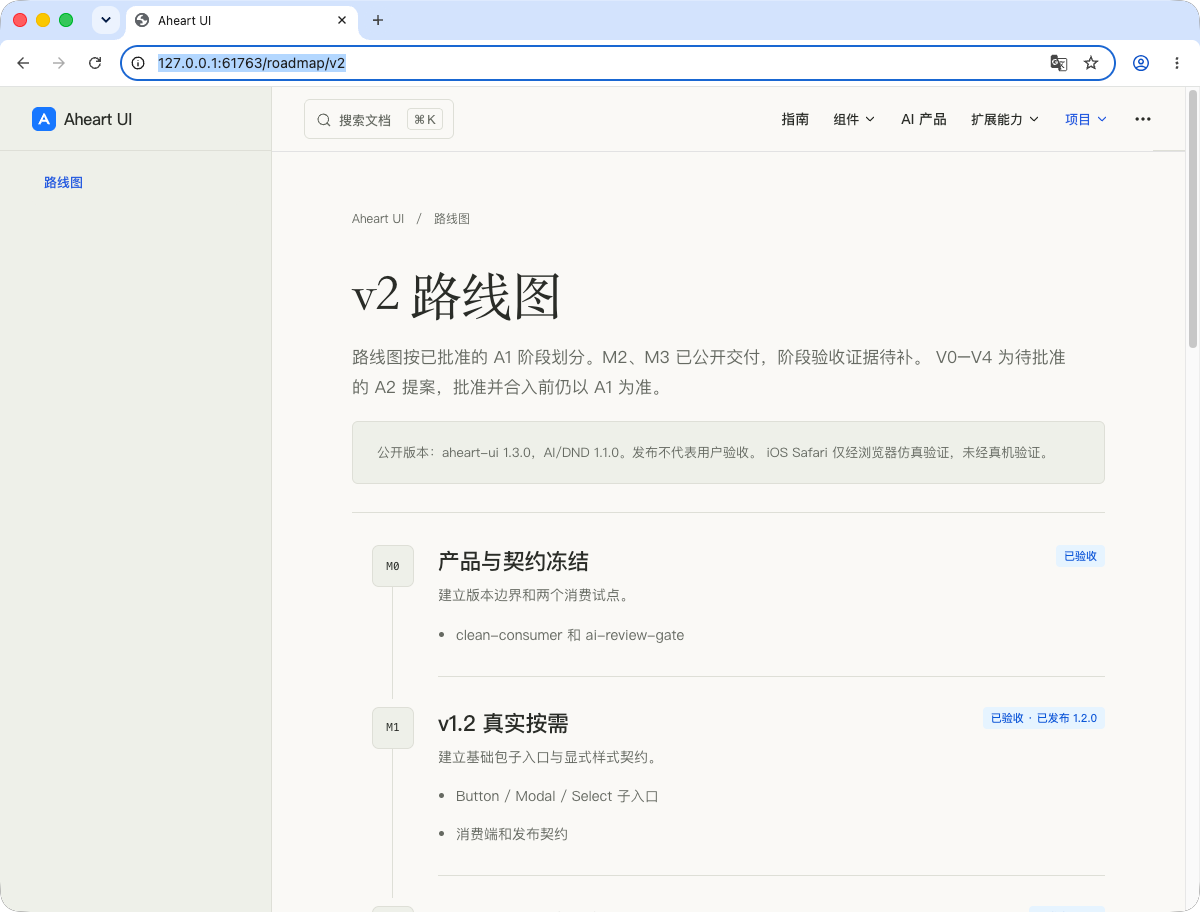 Aheart UI
127.0.0.1:61763/roadmap/v2
Aheart UI
搜索文档 ⌘ K
指南 组件 AI 产品 扩展能力 项目
路线图
Aheart UI / 路线图
v2 路线图
路线图按已批准的 A1 阶段划分。M2、M3 已公开交付，阶段验收证据待补。 V0—V4 为待批准
的 A2 提案，批准并合入前仍以 A1 为准。
公开版本：aheart-ui 1.3.0，AI/DND 1.1.0。发布不代表用户验收。 iOS Safari 仅经浏览器仿真验证，未经真机验证。
M0
产品与契约冻结
已验收
建立版本边界和两个消费试点。
• clean-consumer 和 ai-review-gate
M1
v1.2 真实按需
已验收 · 已发布 1.2.0
建立基础包子入口与显式样式契约。
• Button / Modal / Select 子入口
• 消费端和发布契约